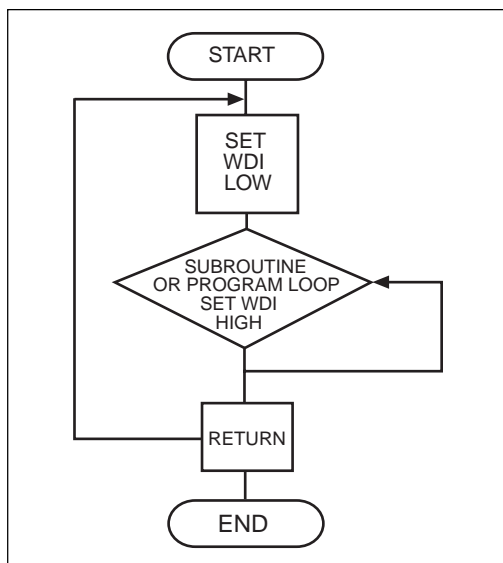 START
SET
WDI
LOW
SUBROUTINE
OR PROGRAM LOOP
SET WDI
HIGH
RETURN
END